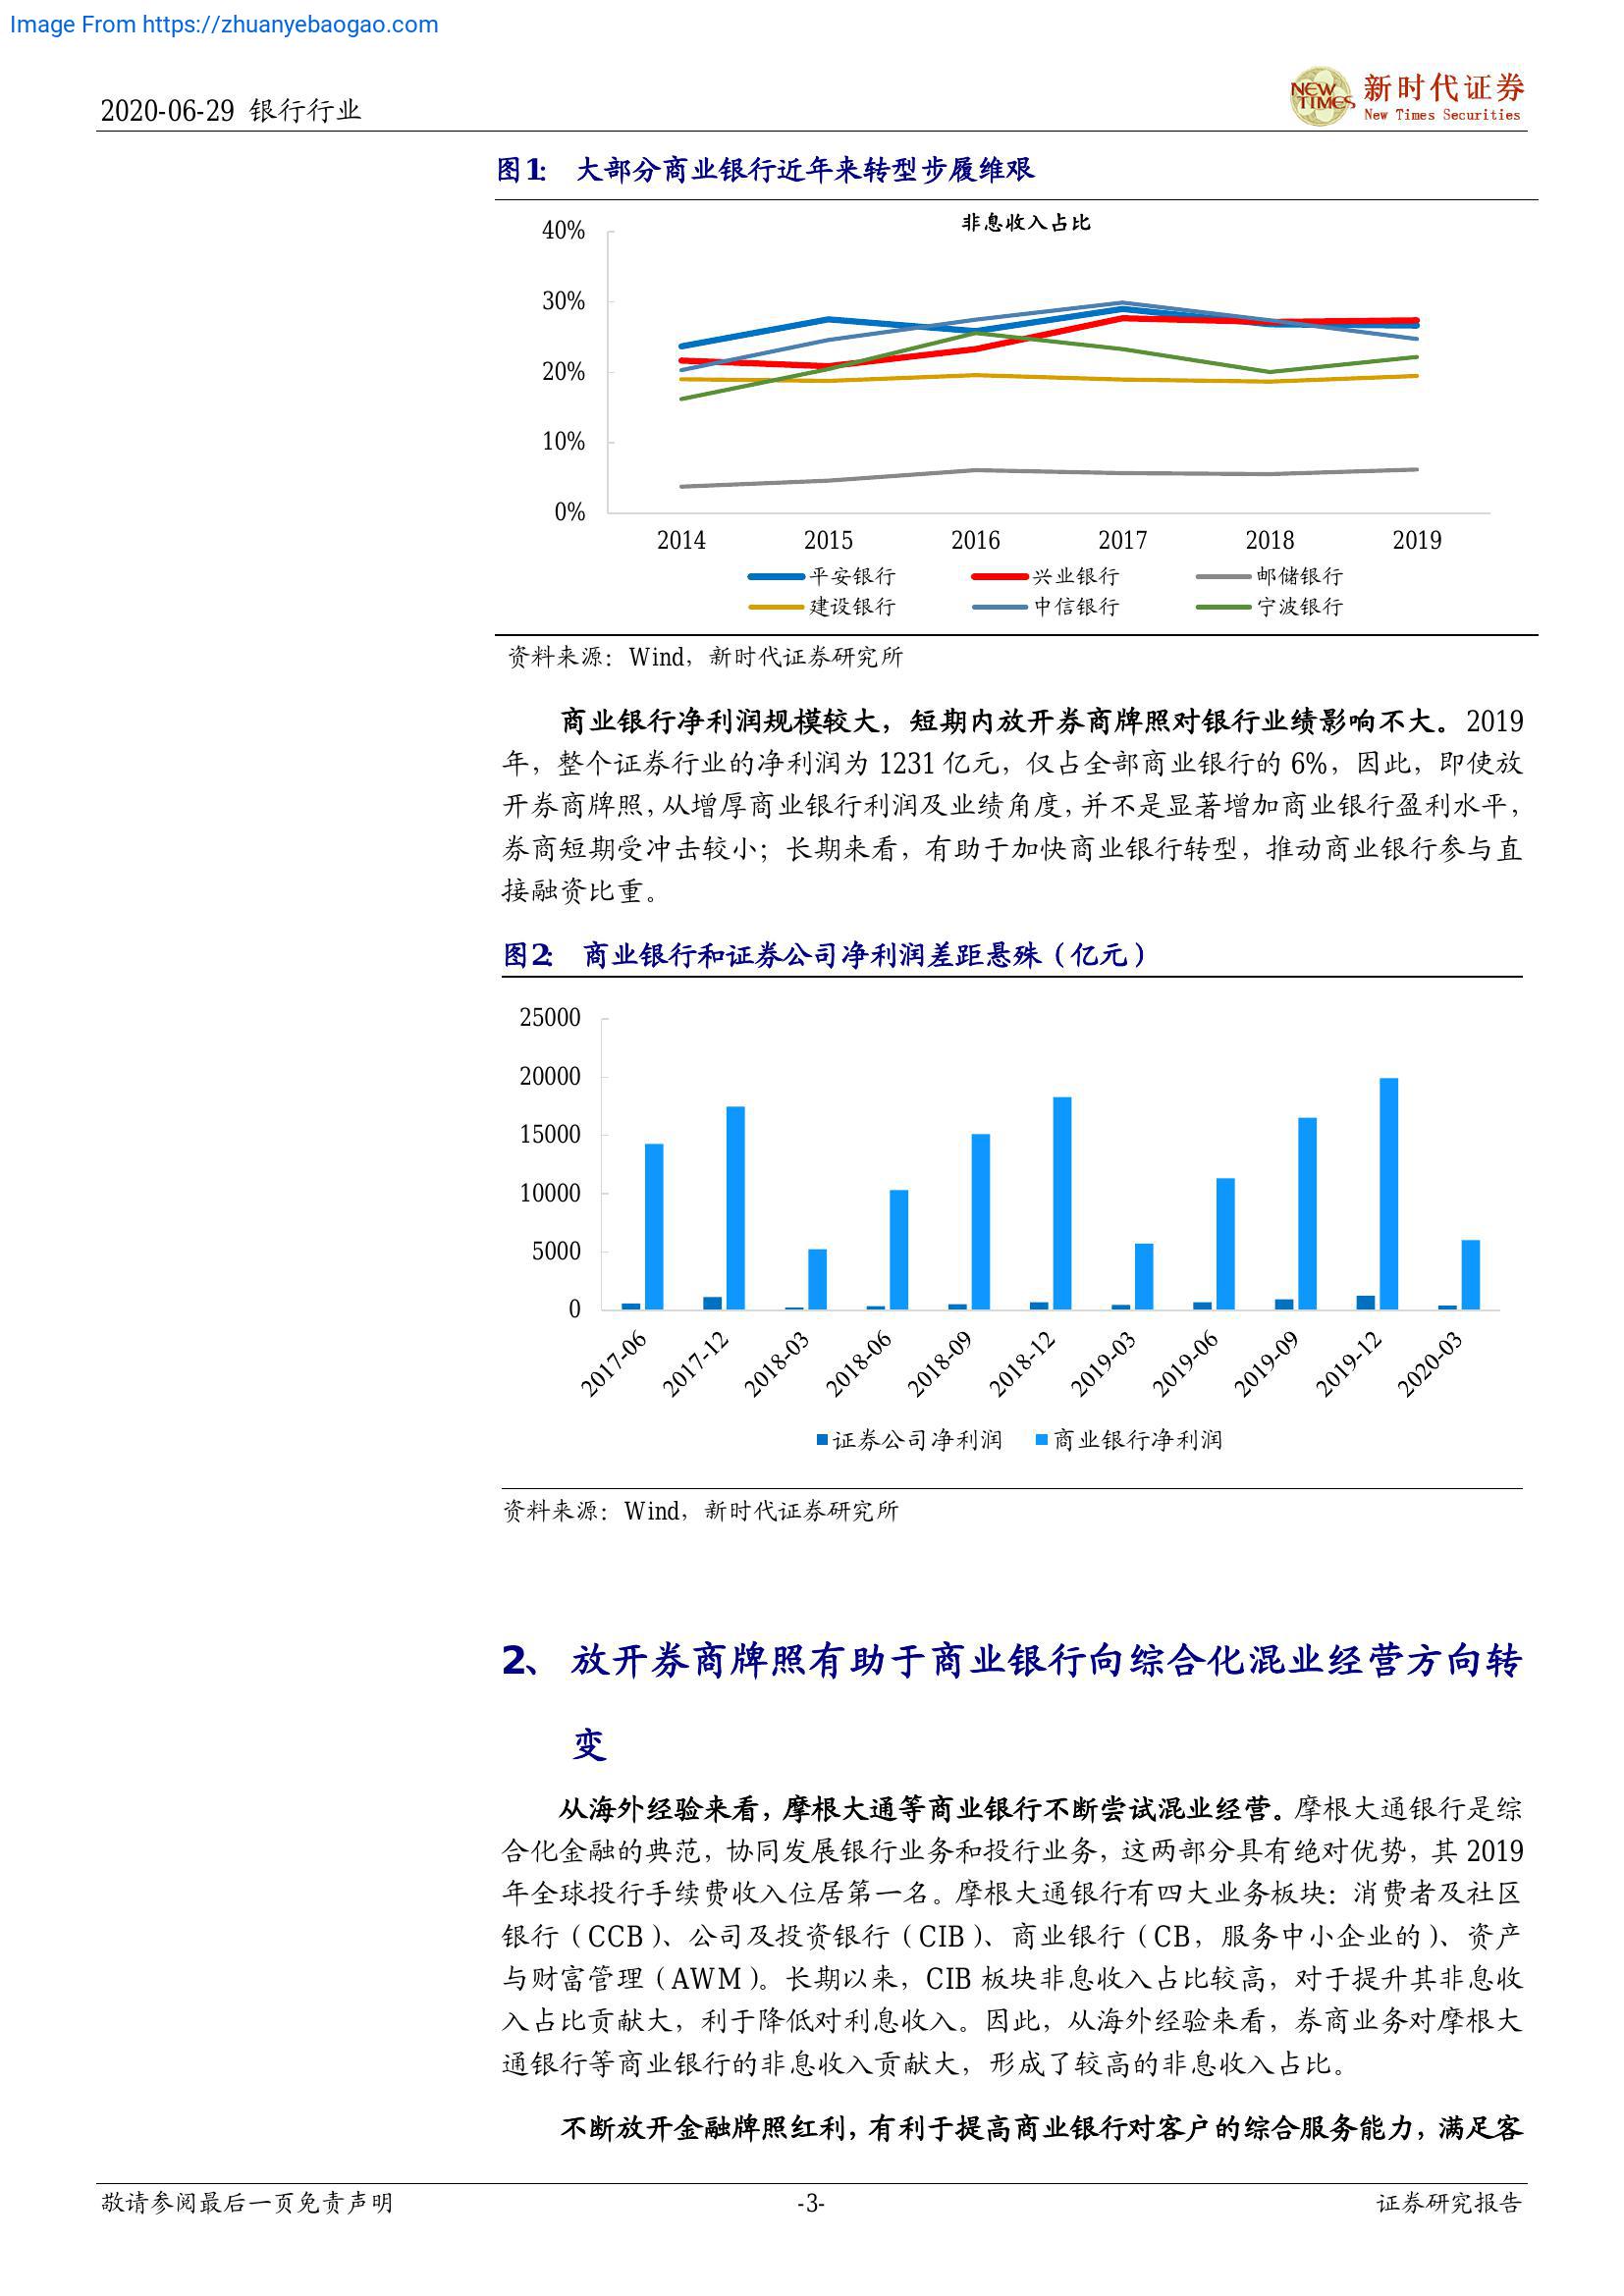 Image From https://zhuanyebaogao.com
2020-06-29 银行行业
NEW TIMES
新时代证券
New Times Securities
图1: 大部分商业银行近年来转型步履维艰
非息收入占比
40%
30%
20%
10%
0%
2014 2015 2016 2017 2018 2019
平安银行 兴业银行 邮储银行
建设银行 中信银行 宁波银行
资料来源：Wind，新时代证券研究所
商业银行净利润规模较大，短期内放开券商牌照对银行业绩影响不大。2019
年，整个证券行业的净利润为 1231 亿元，仅占全部商业银行的 6%，因此，即使放
开券商牌照，从增厚商业银行利润及业绩角度，并不是显著增加商业银行盈利水平，
券商短期受冲击较小；长期来看，有助于加快商业银行转型，推动商业银行参与直
接融资比重。
图2: 商业银行和证券公司净利润差距悬殊（亿元）
25000
20000
15000
10000
5000
0
2017-06 2017-12 2018-03 2018-06 2018-09 2018-12 2019-03 2019-06 2019-09 2019-12 2020-03
证券公司净利润 商业银行净利润
资料来源：Wind，新时代证券研究所
2、 放开券商牌照有助于商业银行向综合化混业经营方向转
变
从海外经验来看，摩根大通等商业银行不断尝试混业经营。摩根大通银行是综
合化金融的典范，协同发展银行业务和投行业务，这两部分具有绝对优势，其 2019
年全球投行手续费收入位居第一名。摩根大通银行有四大业务板块：消费者及社区
银行（CCB）、公司及投资银行（CIB）、商业银行（CB，服务中小企业的）、资产
与财富管理（AWM）。长期以来，CIB 板块非息收入占比较高，对于提升其非息收
入占比贡献大，利于降低对利息收入。因此，从海外经验来看，券商业务对摩根大
通银行等商业银行的非息收入贡献大，形成了较高的非息收入占比。
不断放开金融牌照红利，有利于提高商业银行对客户的综合服务能力，满足客
敬请参阅最后一页免责声明 -3- 证券研究报告